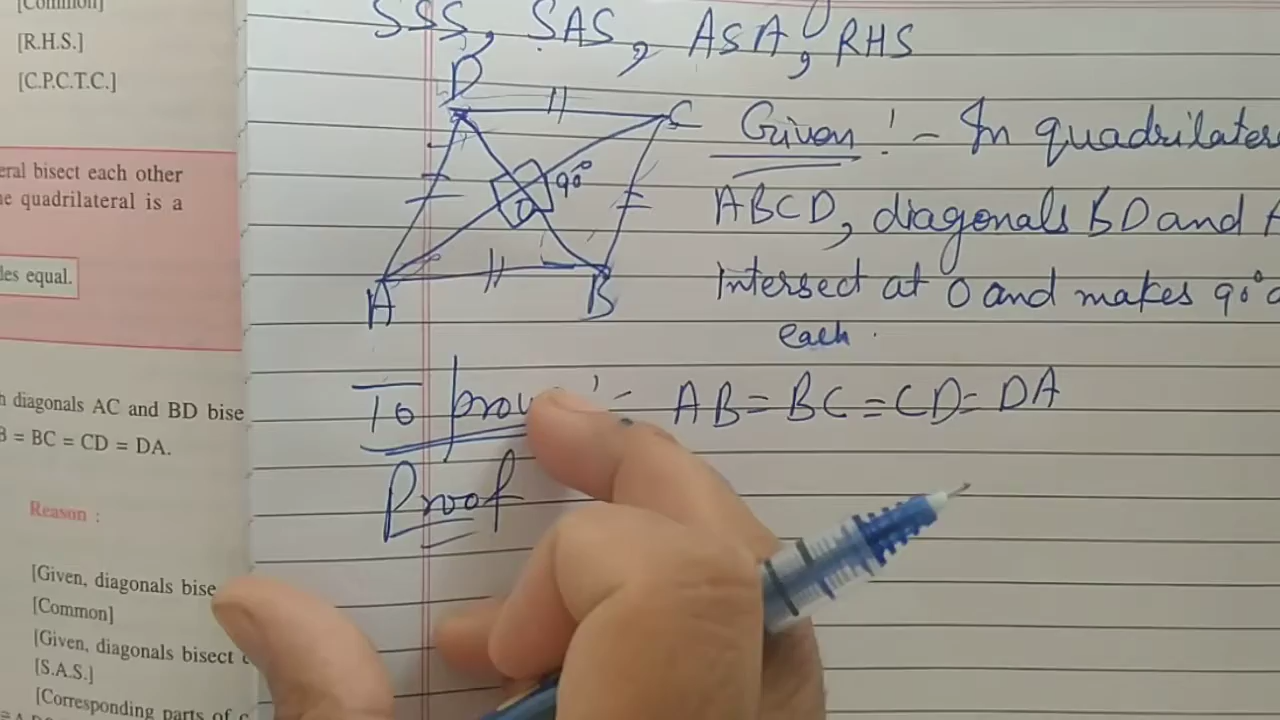 [Common]
[R.H.S.]
[C.P.C.T.C.]
eral bisect each other
ne quadrilateral is a
les equal.
h diagonals AC and BD bise
B = BC = CD = DA.
Reason :
[Given, diagonals bise
[Common]
[Given, diagonals bisect
[S.A.S.]
[Corresponding parts of
SSS, SAS, ASA, RHS
D
C
90°
O
A
B
Given :- In quadrilater
ABCD, diagonals BD and A
Intersect at O and makes 90°
each.
To prov :- AB = BC = CD = DA
Proof